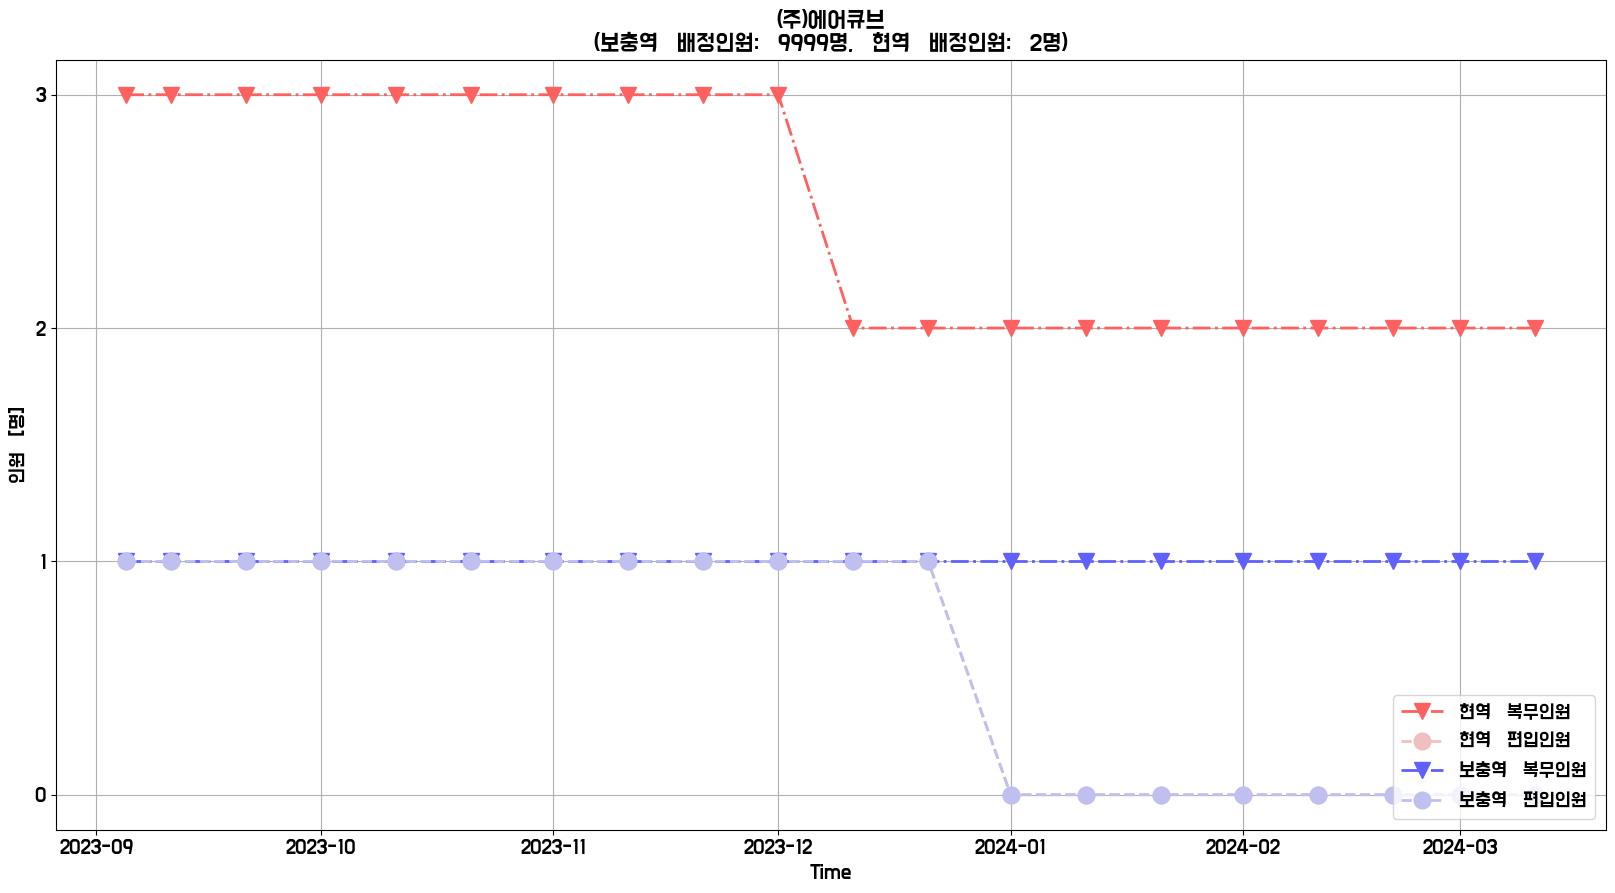 (주)에어큐브
(보충역 배정인원: 9999명, 현역 배정인원: 2명)
3
2
1
0
인원 [명]
2023-09
2023-10
2023-11
2023-12
2024-01
2024-02
2024-03
Time
현역 복무인원
현역 편입인원
보충역 복무인원
보충역 편입인원